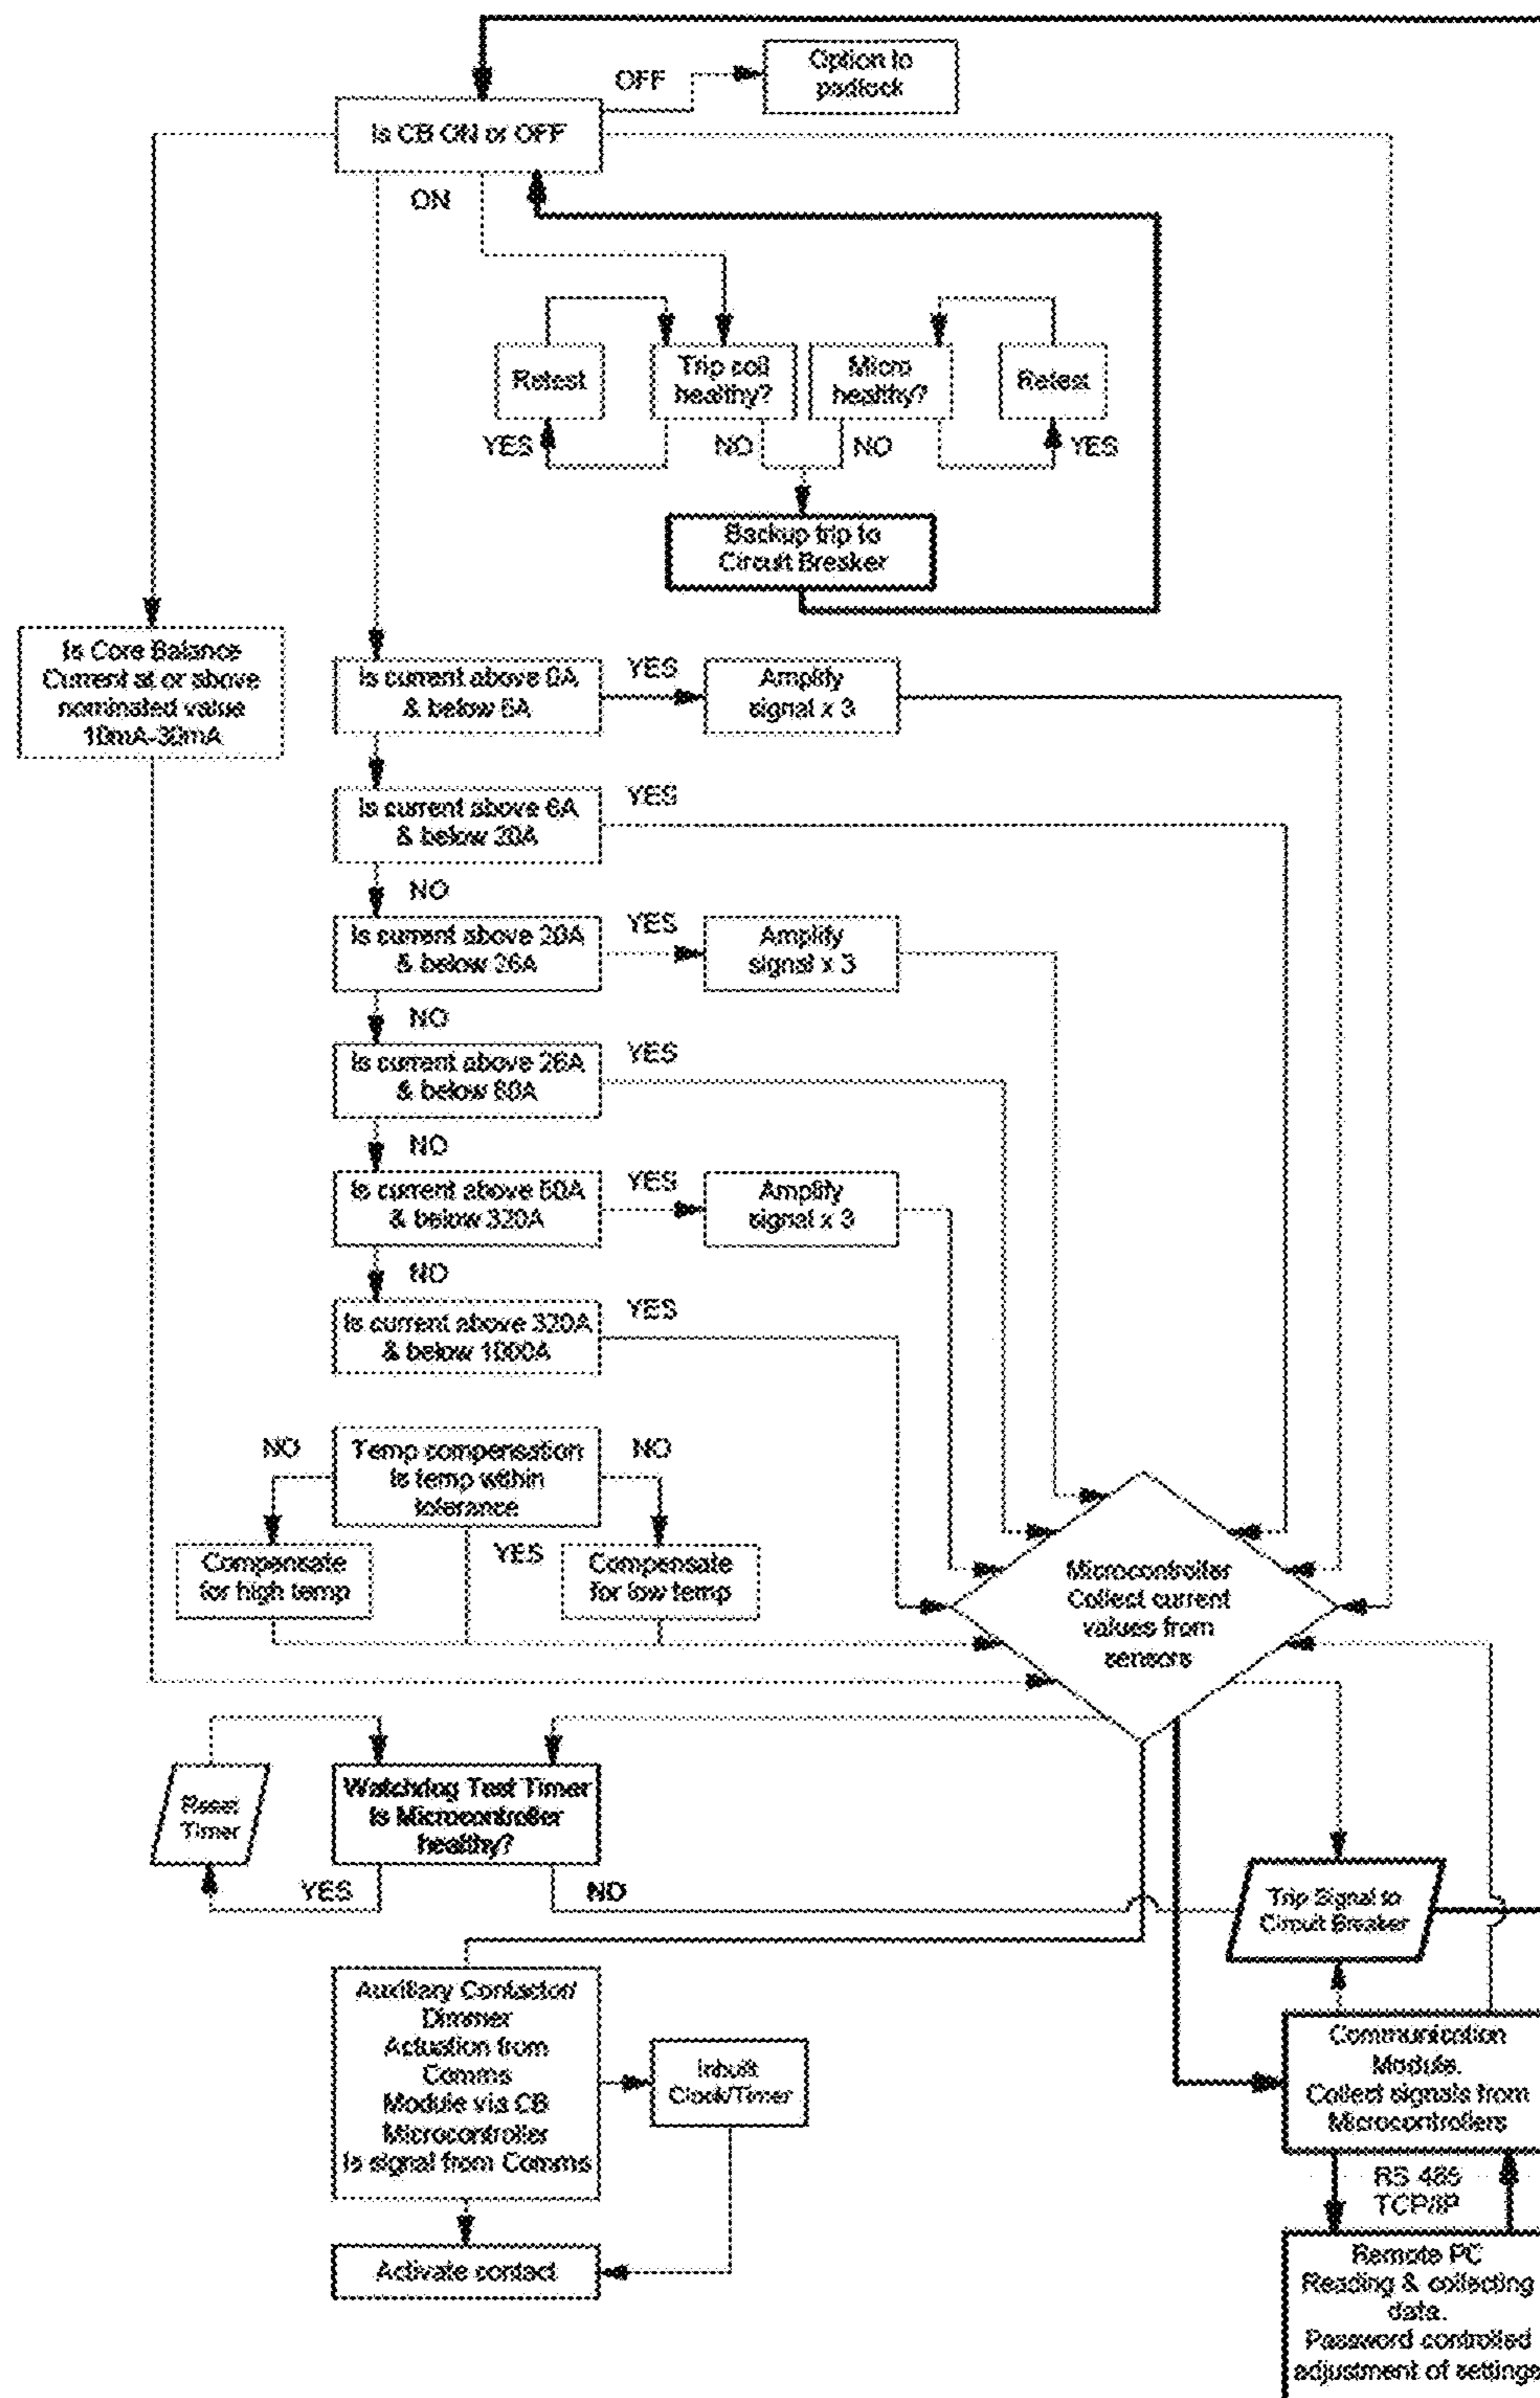 OFF
Option to
padlock
Is CB ON or OFF
ON
Retest
Trip coil
healthy?
Micro
healthy?
Retest
YES
NO
NO
YES
Backup trip to
Circuit Breaker
Is Core Balance
Current at or above
nominated value
10mA-30mA
Is current above 0A
& below 6A
YES
Amplify
signal x 3
Is current above 6A
& below 20A
YES
NO
Is current above 20A
& below 26A
YES
Amplify
signal x 3
NO
Is current above 26A
& below 80A
YES
NO
Is current above
& below 320A
YES
Amplify
signal x 3
NO
Is current above 320A
& below 1000A
YES
NO
Temp compensation
Is temp within
tolerance
NO
Compensate
for high temp
YES
Compensate
for low temp
Microcontroller
Collect current
values from
sensors
Reset
Timer
Watchdog Test Timer
Is Microcontroller
healthy?
YES
NO
Trip Signal to
Circuit Breaker
Auxiliary Contactor/
Dimmer
Actuation from
Comms
Module via CB
Microcontroller
Is signal from Comms
Inbuilt
Clock/Timer
Activate contact
Communication
Module.
Collect signals from
Microcontrollers
RS 485
TCP/IP
Remote PC
Reading & collecting
data.
Password controlled
adjustment of settings